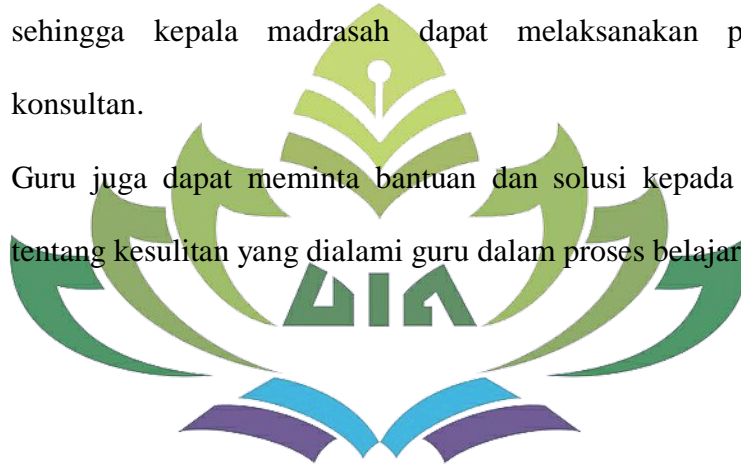 sehingga kepala madrasah dapat melaksanakan p
konsultan.
Guru juga dapat meminta bantuan dan solusi kepada
tentang kesulitan yang dialami guru dalam proses belajar
UIN